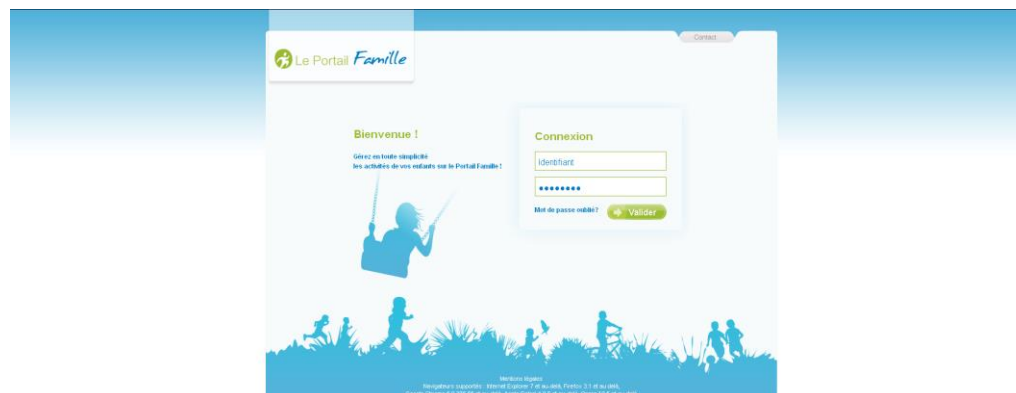 Contact
Le Portail Famille
Bienvenue !
Gérez en toute simplicité
les activités de vos enfants sur le Portail Famille !
Connexion
Identifiant
Mot de passe oublié ?
Valider
Mentions légales
Navigateurs supportés : Internet Explorer 7 et au delà, Firefox 3.1 et au delà,